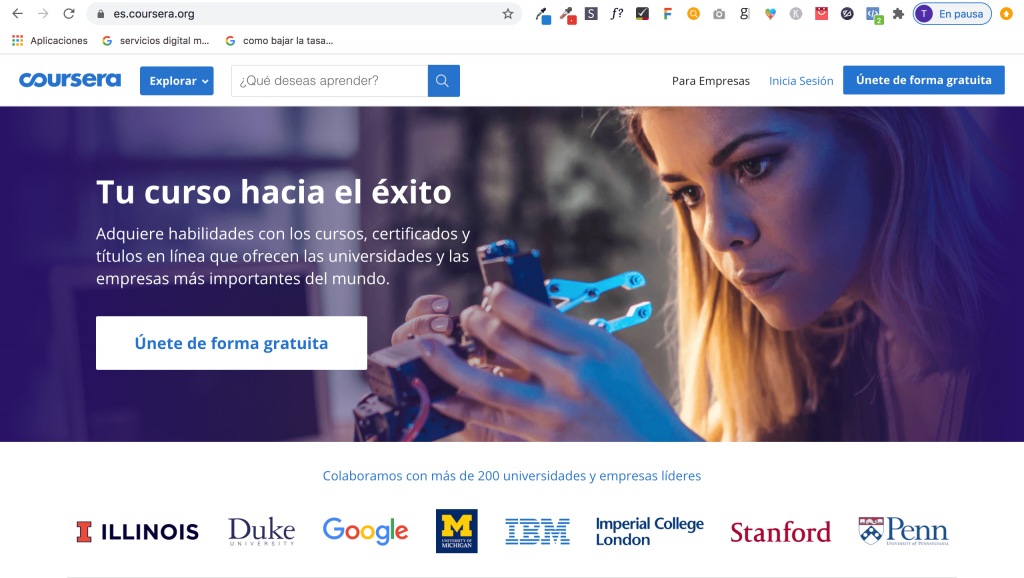 es.coursera.org
T En pausa
Aplicaciones servicios digital m... como bajar la tasa...
coursera Explorar ¿Qué deseas aprender? Para Empresas Inicia Sesión Únete de forma gratuita
Tu curso hacia el éxito
Adquiere habilidades con los cursos, certificados y
títulos en línea que ofrecen las universidades y las
empresas más importantes del mundo.
Únete de forma gratuita
Colaboramos con más de 200 universidades y empresas líderes
I ILLINOIS
Duke
UNIVERSITY
Google
M
UNIVERSITY OF
MICHIGAN
IBM
Imperial College
London
Stanford
Penn
UNIVERSITY OF PENNSYLVANIA